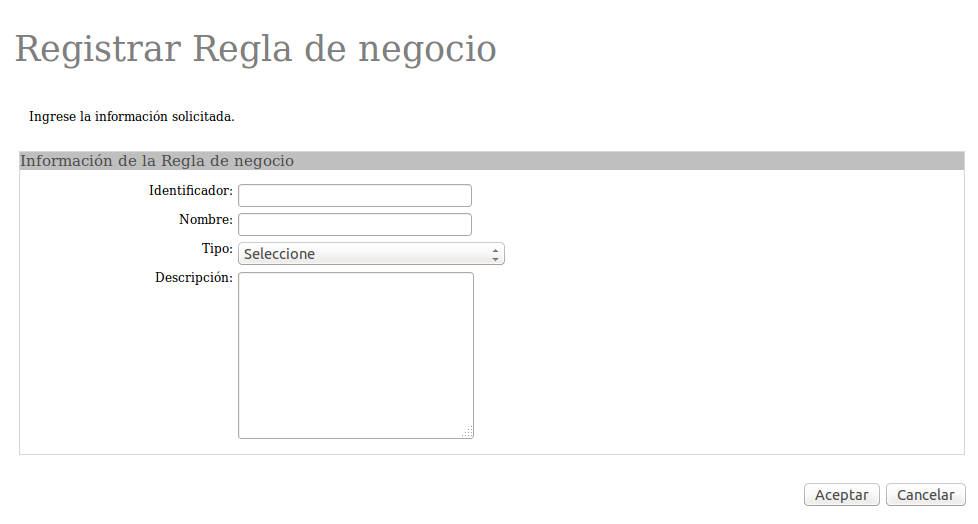 Registrar Regla de negocio
Ingrese la información solicitada.
Información de la Regla de negocio
Identificador:
Nombre:
Tipo: Seleccione
Descripción:
Aceptar Cancelar